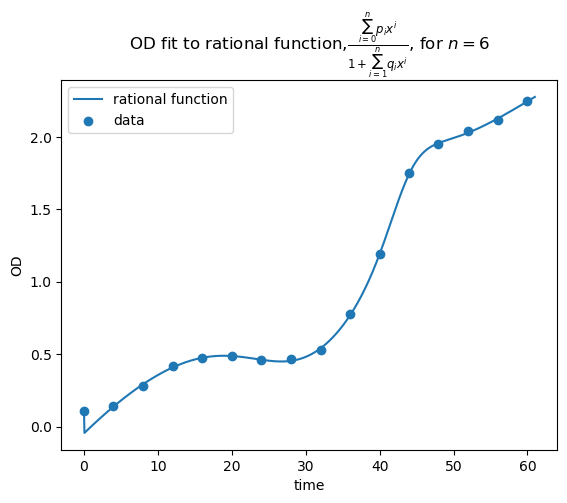 OD fit to rational function, $\frac{\sum_{i=0}^{n} p_i x^i}{1 + \sum_{i=1}^{n} q_i x^i}$, for $n = 6$
rational function
data
2.0
1.5
1.0
0.5
0.0
OD
0 10 20 30 40 50 60
time